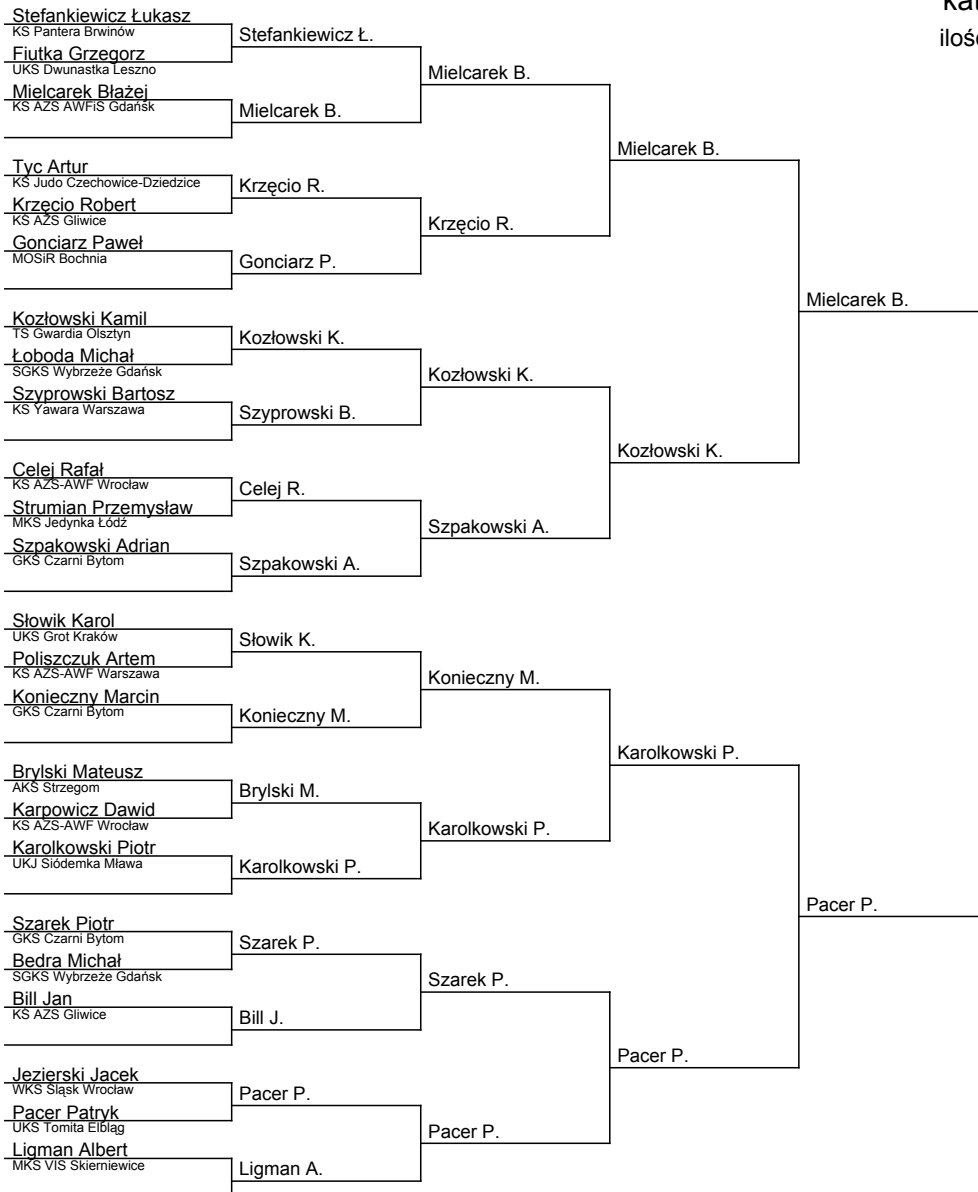 kat
ilość
Stefankiewicz Łukasz
KS Pantera Brwinów
Fiutka Grzegorz
UKS Dwunastka Leszno
Mielcarek Błażej
KS AZS AWFiS Gdańsk
Tyc Artur
KS Judo Czechowice-Dziedzice
Krzęcio Robert
KS AZS Gliwice
Gonciarz Paweł
MOSiR Bochnia
Kozłowski Kamil
TS Gwardia Olsztyn
Łoboda Michał
SGKS Wybrzeże Gdańsk
Szyprowski Bartosz
KS Yawara Warszawa
Celej Rafał
KS AZS-AWF Wrocław
Strumian Przemysław
MKS Jedynka Łódź
Szpakowski Adrian
GKS Czarni Bytom
Słowik Karol
UKS Grot Kraków
Poliszczuk Artem
KS AZS-AWF Warszawa
Konieczny Marcin
GKS Czarni Bytom
Brylski Mateusz
AKS Strzegom
Karpowicz Dawid
KS AZS-AWF Wrocław
Karolkowski Piotr
UKJ Siódemka Mława
Szarek Piotr
GKS Czarni Bytom
Bedra Michał
SGKS Wybrzeże Gdańsk
Bill Jan
KS AZS Gliwice
Jezierski Jacek
WKS Śląsk Wrocław
Pacer Patryk
UKS Tomita Elbląg
Ligman Albert
MKS VIS Skierniewice
Stefankiewicz Ł.
Mielcarek B.
Krzęcio R.
Gonciarz P.
Kozłowski K.
Szyprowski B.
Celej R.
Szpakowski A.
Słowik K.
Konieczny M.
Brylski M.
Karolkowski P.
Szarek P.
Bill J.
Pacer P.
Ligman A.
Mielcarek B.
Krzęcio R.
Kozłowski K.
Szpakowski A.
Konieczny M.
Karolkowski P.
Szarek P.
Pacer P.
Mielcarek B.
Kozłowski K.
Karolkowski P.
Pacer P.
Mielcarek B.
Pacer P.